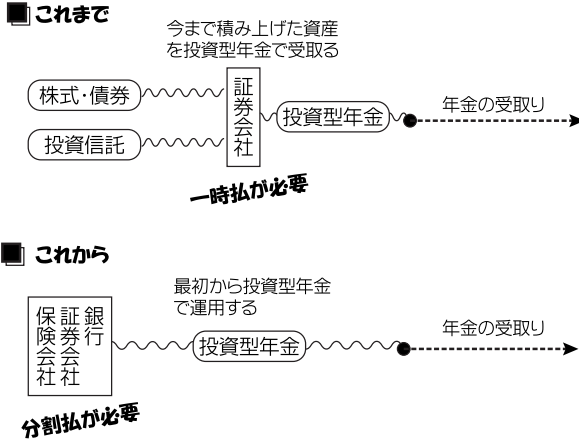 これまで
今まで積み上げた資産
を投資型年金で受取る
株式・債券
投資信託
証券会社
投資型年金
年金の受取り
一時払が必要
これから
最初から投資型年金
で運用する
銀行
証券会社
保険会社
投資型年金
年金の受取り
分割払が必要